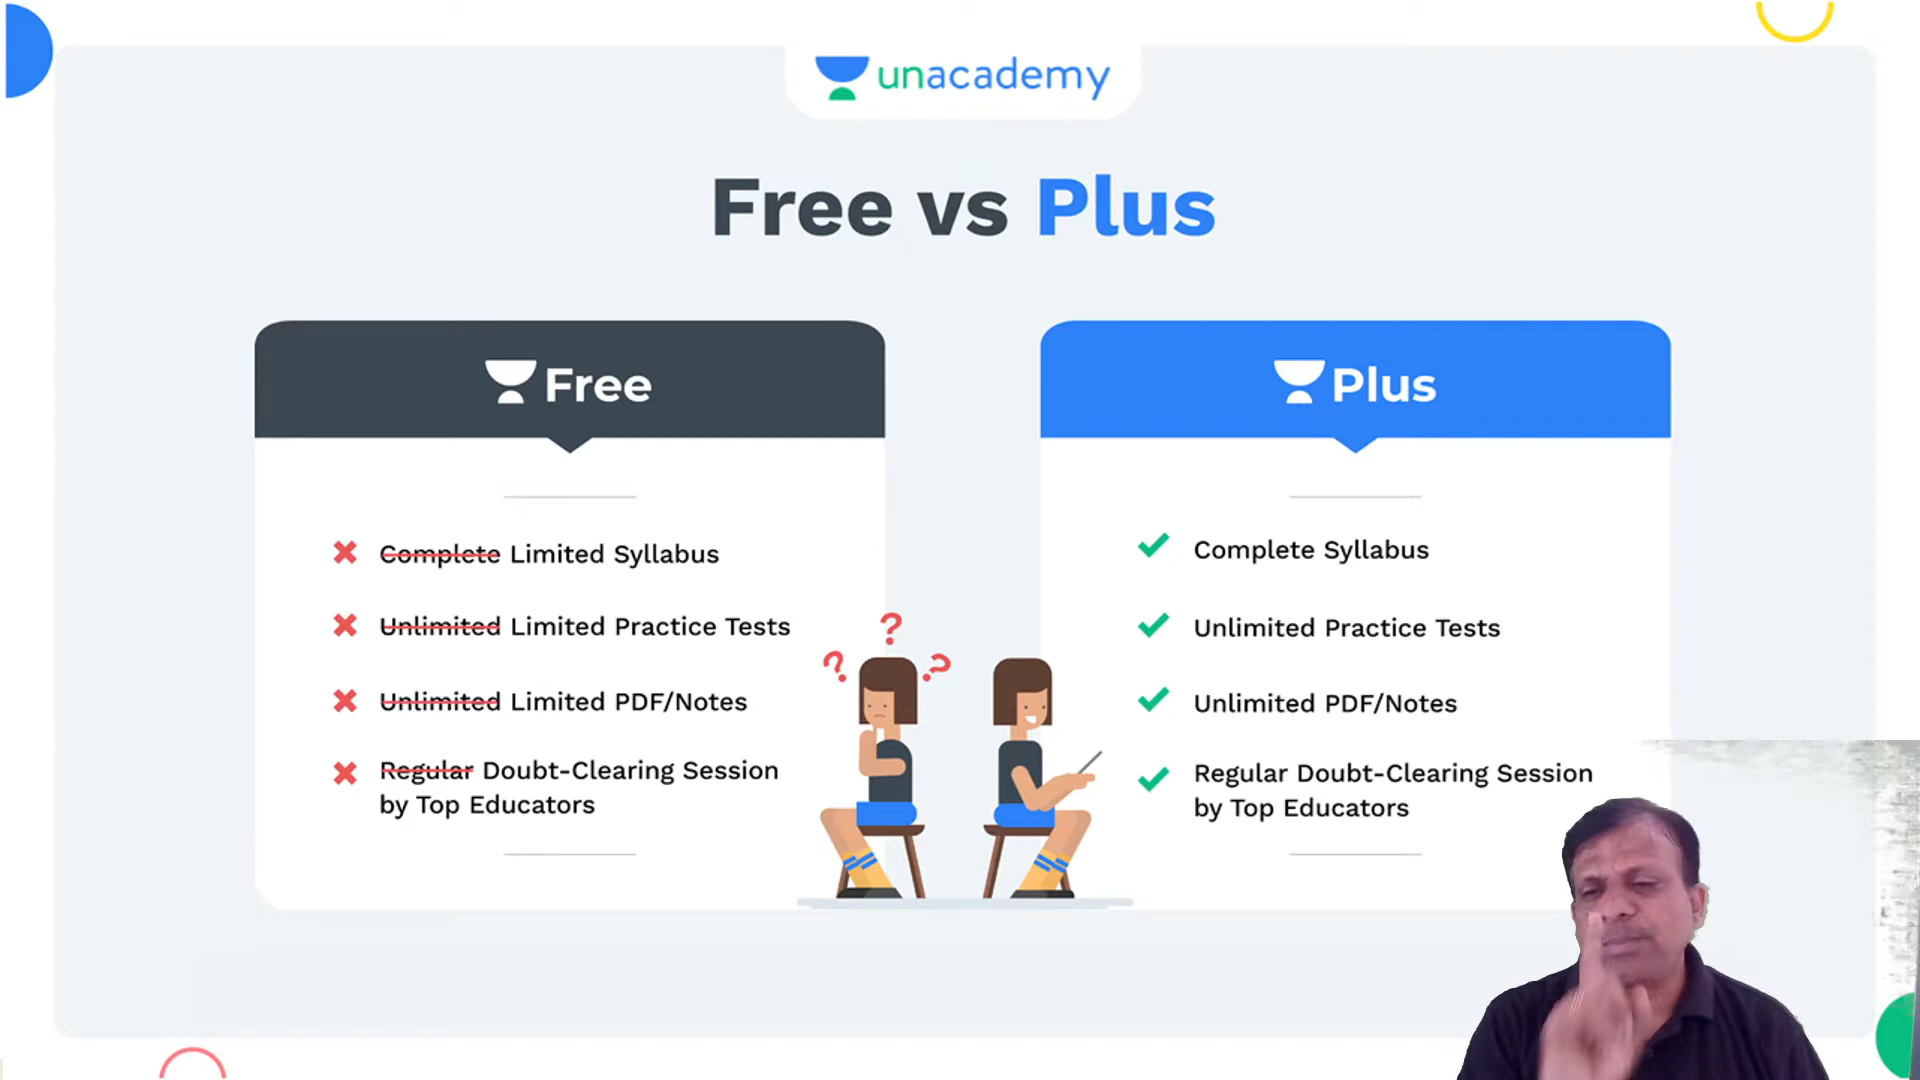 unacademy
Free vs Plus
Free
Complete Limited Syllabus
Unlimited Limited Practice Tests
Unlimited Limited PDF/Notes
Regular Doubt-Clearing Session
by Top Educators
? ? ?
Plus
Complete Syllabus
Unlimited Practice Tests
Unlimited PDF/Notes
Regular Doubt-Clearing Session
by Top Educators